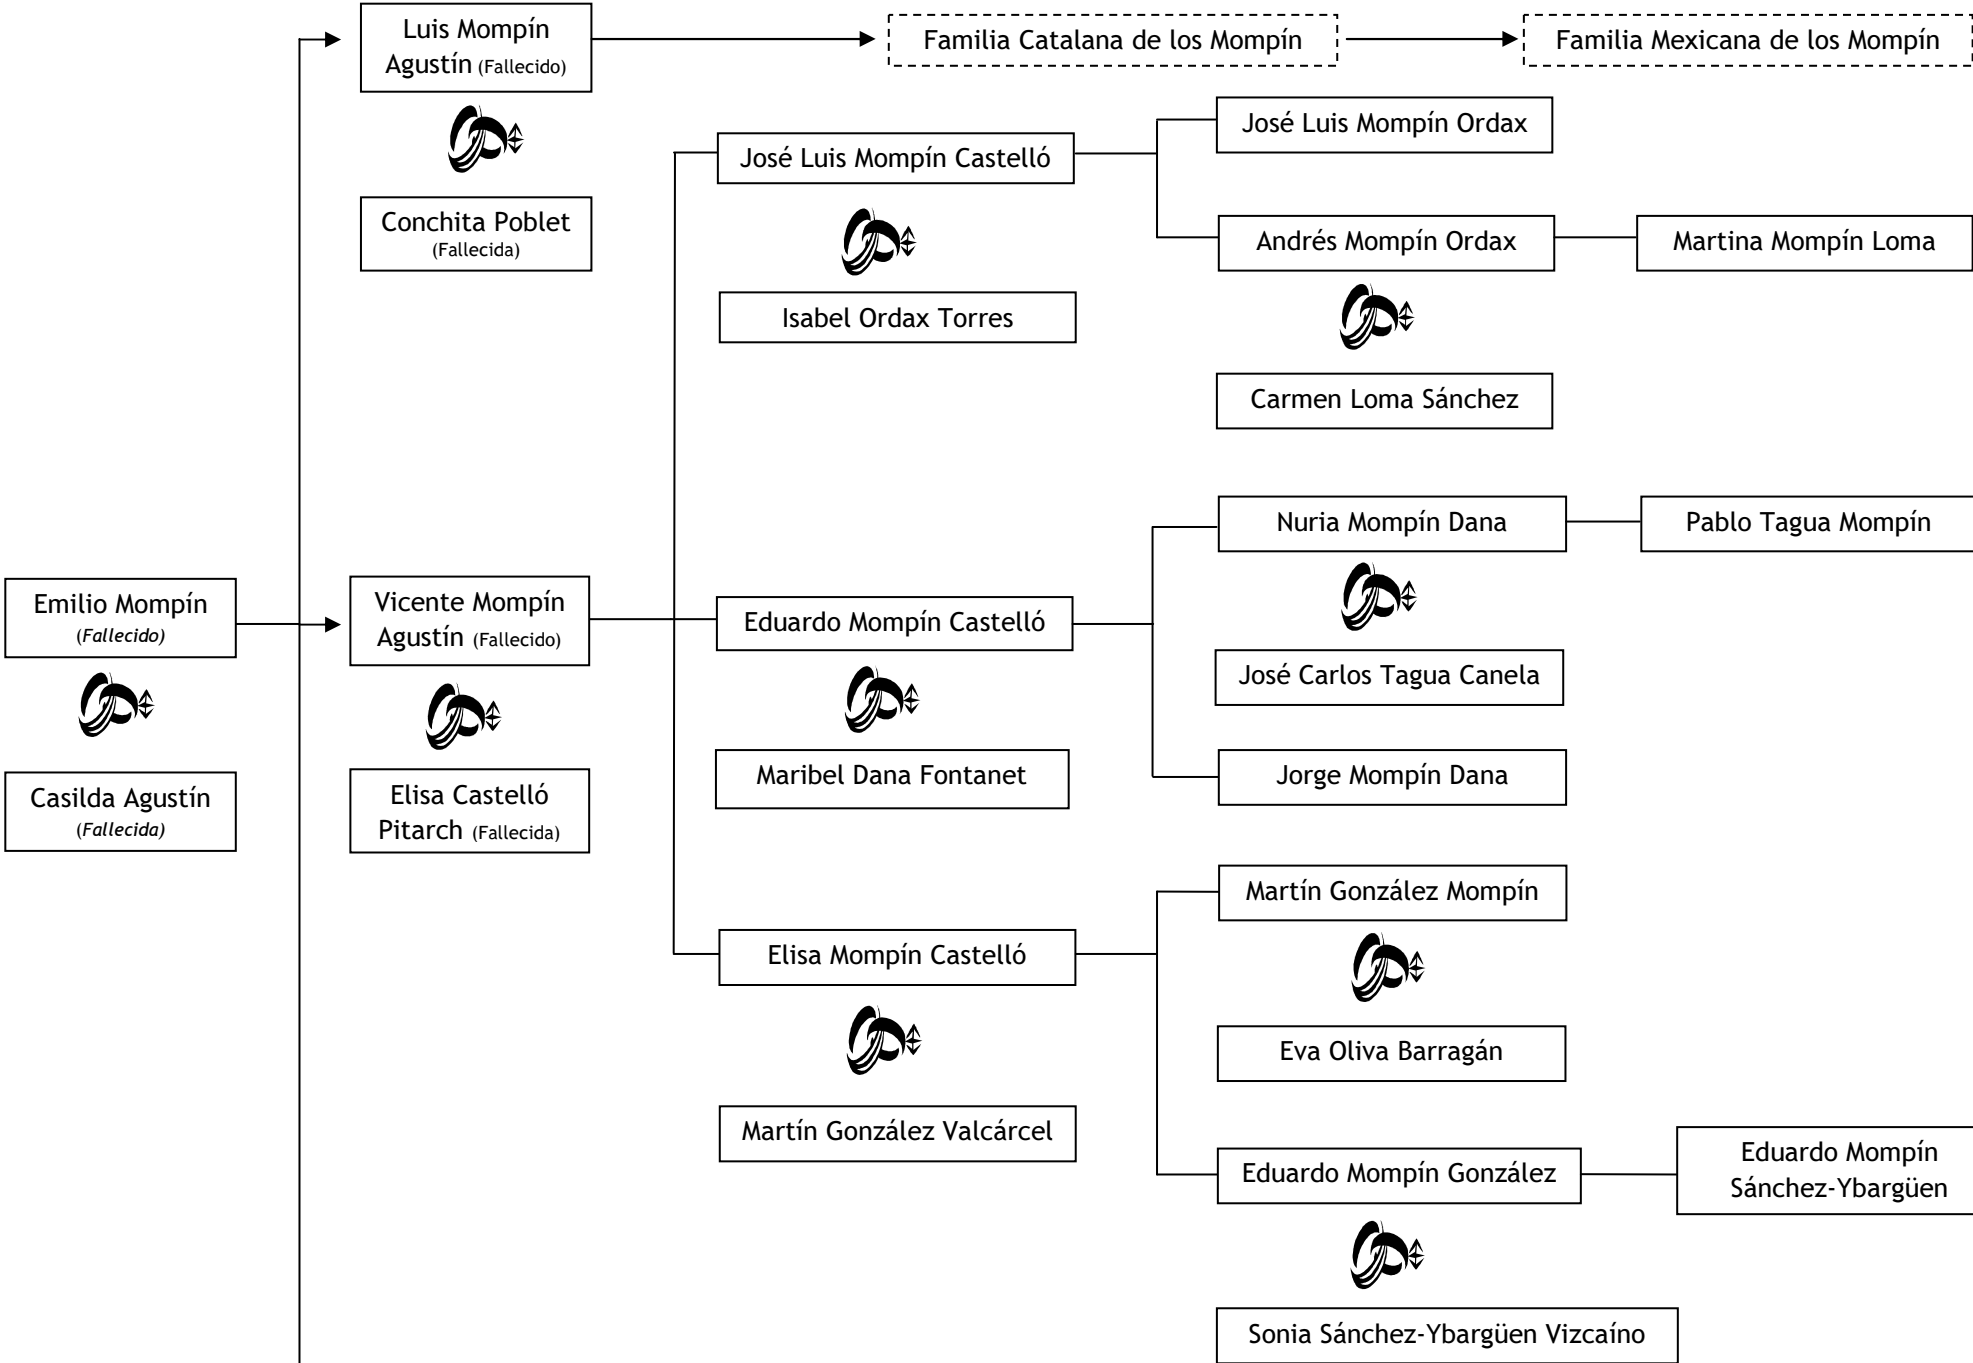 Luis Mompín
Agustín (Fallecido)
Familia Catalana de los Mompín
Familia Mexicana de los Mompín
Conchita Poblet
(Fallecida)
José Luis Mompín Castelló
Isabel Ordax Torres
José Luis Mompín Ordax
Andrés Mompín Ordax
Martina Mompín Loma
Carmen Loma Sánchez
Emilio Mompín
(Fallecido)
Casilda Agustín
(Fallecida)
Vicente Mompín
Agustín (Fallecido)
Elisa Castelló
Pitarch (Fallecida)
Eduardo Mompín Castelló
Maribel Dana Fontanet
Nuria Mompín Dana
Pablo Tagua Mompín
José Carlos Tagua Canela
Jorge Mompín Dana
Elisa Mompín Castelló
Martín González Valcárcel
Martín González Mompín
Eva Oliva Barragán
Eduardo Mompín González
Eduardo Mompín
Sánchez-Ybargüen
Sonia Sánchez-Ybargüen Vizcaíno